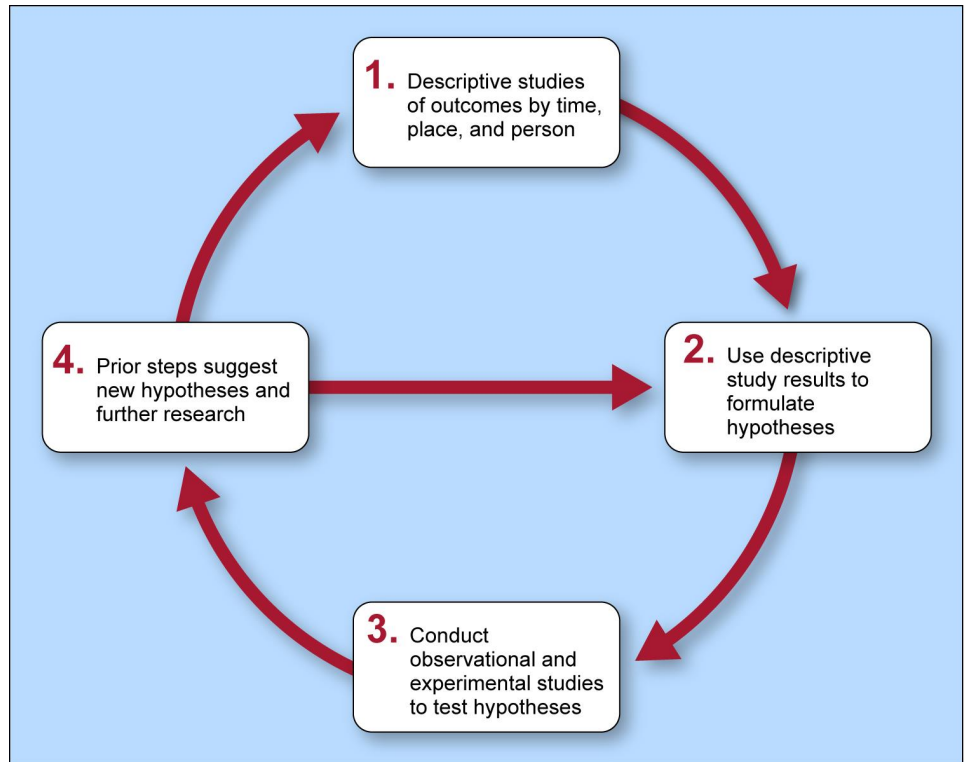 1. Descriptive studies
of outcomes by time,
place, and person
2. Use descriptive
study results to
formulate
hypotheses
3. Conduct
observational and
experimental studies
to test hypotheses
4. Prior steps suggest
new hypotheses and
further research